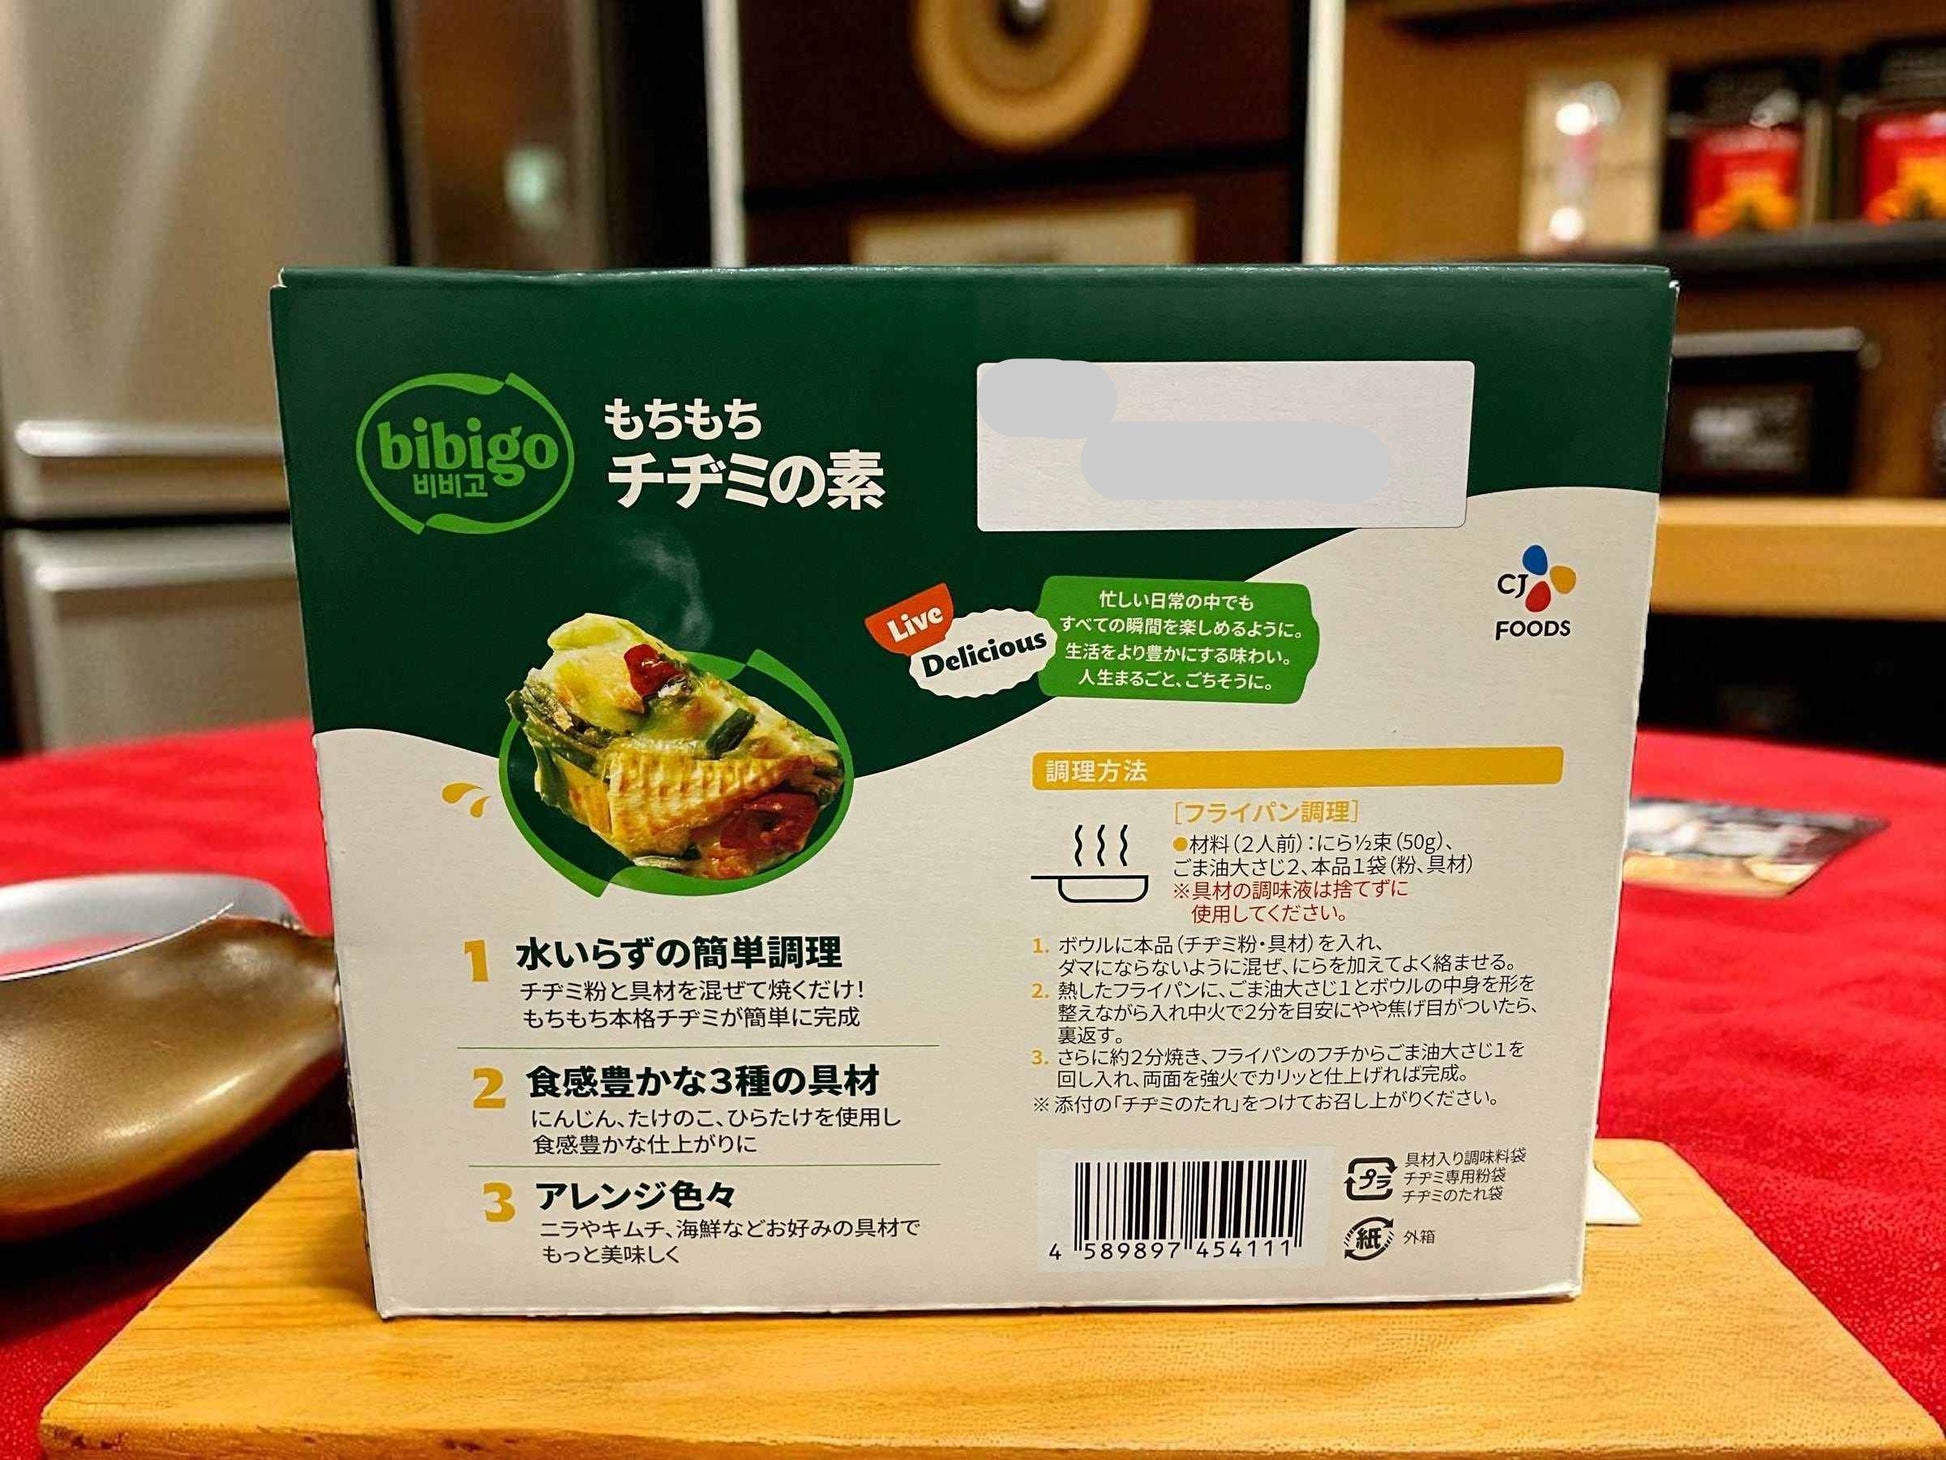 bibigo
비비고
もちもち
チヂミの素
Live
Delicious
忙しい日常の中でも
すべての瞬間を楽しめるように。
生活をより豊かにする味わい。
人生まるごと、ごちそうに。
CJ
FOODS
1 水いらずの簡単調理
チヂミ粉と具材を混ぜて焼くだけ！
もちもち本格チヂミが簡単に完成
2 食感豊かな3種の具材
にんじん、たけのこ、ひらたけを使用し
食感豊かな仕上がりに
3 アレンジ色々
ニラやキムチ、海鮮などお好みの具材で
もっと美味しく
調理方法
［フライパン調理］
●材料（2人前）：にら½束（50g）、
ごま油大さじ2、本品1袋（粉、具材）
※具材の調味液は捨てずに
使用してください。
1. ボウルに本品（チヂミ粉・具材）を入れ、
ダマにならないように混ぜ、にらを加えてよく絡ませる。
2. 熱したフライパンに、ごま油大さじ1とボウルの中身を形を
整えながら入れ中火で2分を目安にやや焦げ目がついたら、
裏返す。
3. さらに約2分焼き、フライパンのフチからごま油大さじ1を
回し入れ、両面を強火でカリッと仕上げれば完成。
※添付の「チヂミのたれ」をつけてお召し上がりください。
4 589897 454111
プラ
具材入り調味料袋
チヂミ専用粉袋
チヂミのたれ袋
紙
外箱